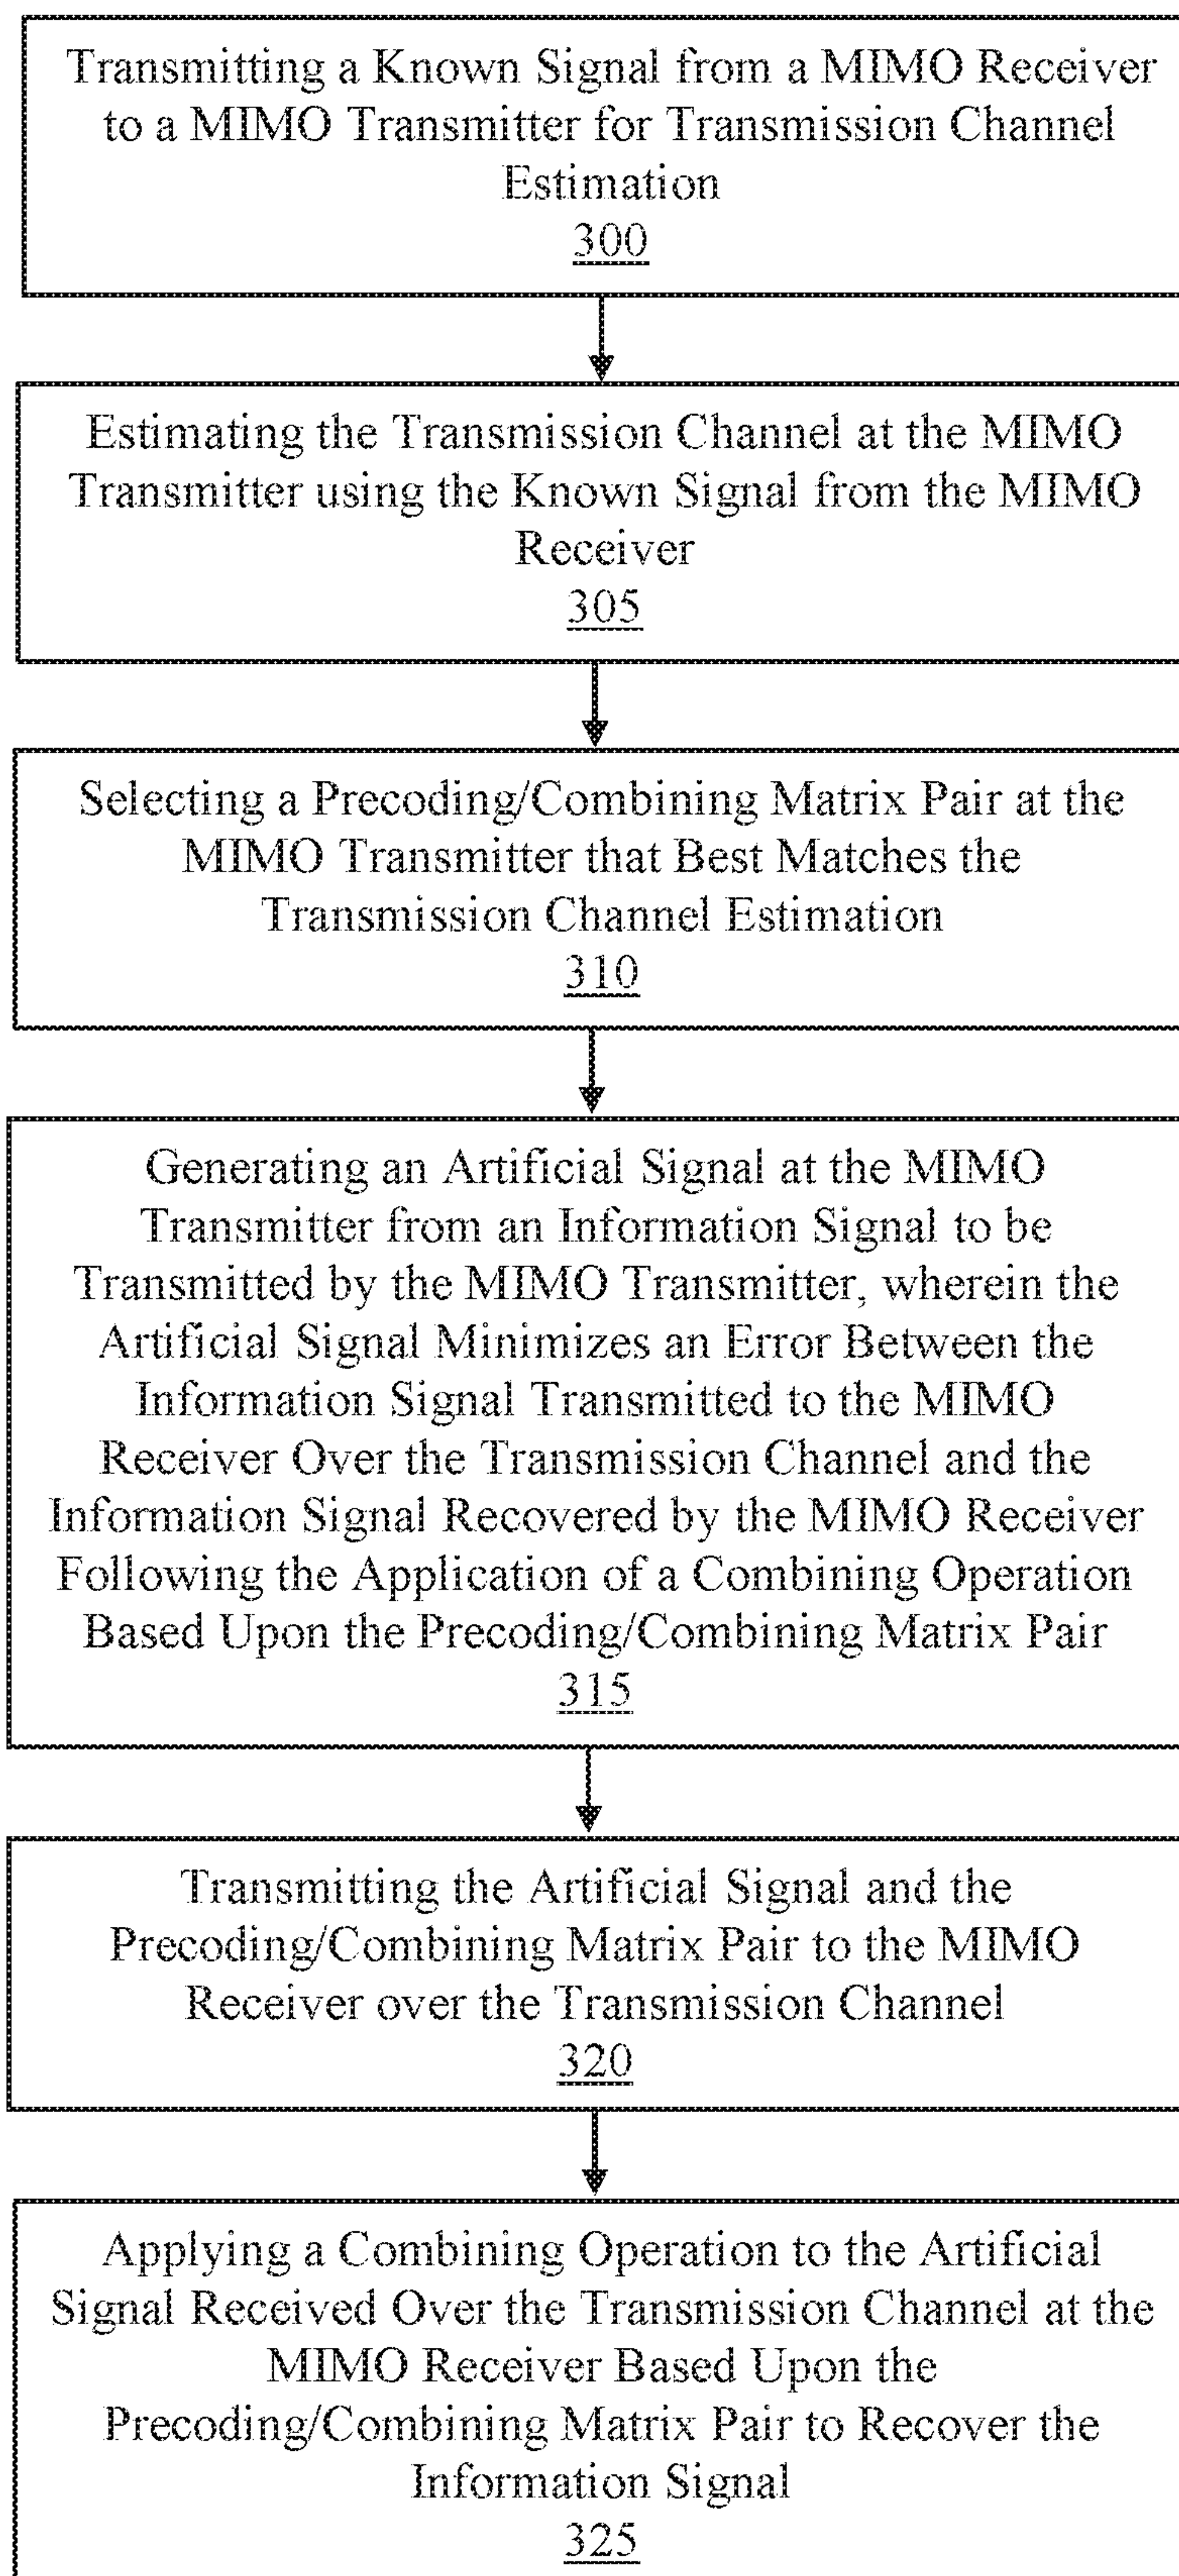 Transmitting a Known Signal from a MIMO Receiver
to a MIMO Transmitter for Transmission Channel
Estimation
300
Estimating the Transmission Channel at the MIMO
Transmitter using the Known Signal from the MIMO
Receiver
305
Selecting a Precoding/Combining Matrix Pair at the
MIMO Transmitter that Best Matches the
Transmission Channel Estimation
310
Generating an Artificial Signal at the MIMO
Transmitter from an Information Signal to be
Transmitted by the MIMO Transmitter, wherein the
Artificial Signal Minimizes an Error Between the
Information Signal Transmitted to the MIMO
Receiver Over the Transmission Channel and the
Information Signal Recovered by the MIMO Receiver
Following the Application of a Combining Operation
Based Upon the Precoding/Combining Matrix Pair
315
Transmitting the Artificial Signal and the
Precoding/Combining Matrix Pair to the MIMO
Receiver over the Transmission Channel
320
Applying a Combining Operation to the Artificial
Signal Received Over the Transmission Channel at the
MIMO Receiver Based Upon the
Precoding/Combining Matrix Pair to Recover the
Information Signal
325